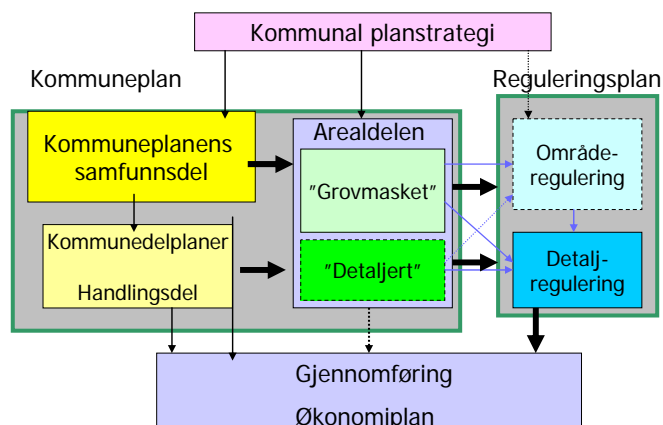 Kommunal planstrategi
Kommuneplan
Reguleringsplan
Kommuneplanens
samfunnsdel
Arealdelen
"Grovmasket"
"Detaljert"
Område-
regulering
Kommunedelplaner
Handlingsdel
Detalj-
regulering
Gjennomføring
Økonomiplan